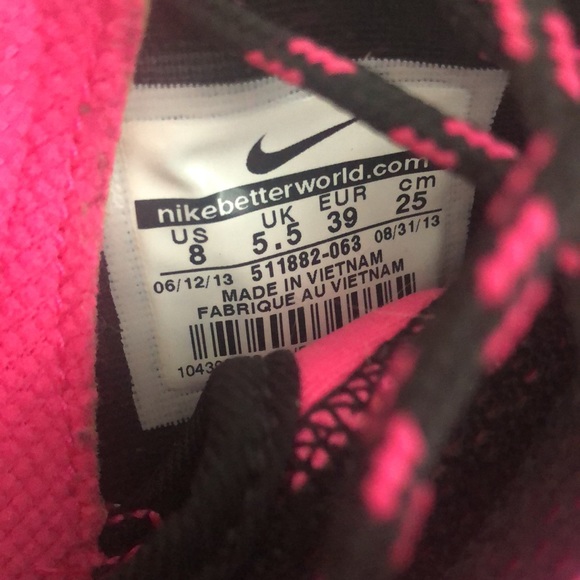 nikebetterworld.com
US UK EUR cm
8 5.5 39 25
06/12/13 511882-063 08/31/13
MADE IN VIETNAM
FABRIQUE AU VIETNAM